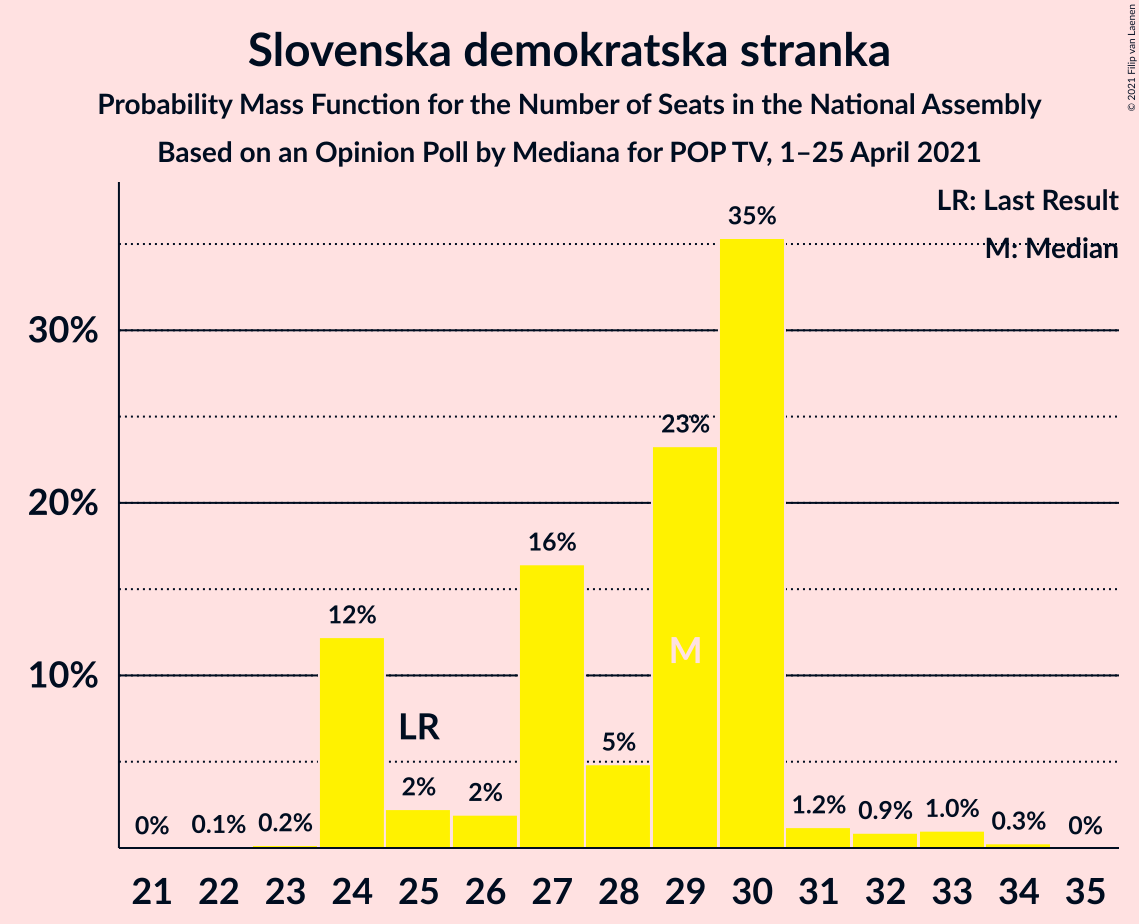 Slovenska demokratska stranka
Probability Mass Function for the Number of Seats in the National Assembly
Based on an Opinion Poll by Mediana for POP TV, 1–25 April 2021
© 2021 Filip van Laenen
LR: Last Result
M: Median
35%
30%
23%
20%
16%
12%
M
10%
LR
5%
2%
2%
1.2%
0.9%
1.0%
0.3%
0%
0%
0.1%
0.2%
21 22 23 24 25 26 27 28 29 30 31 32 33 34 35